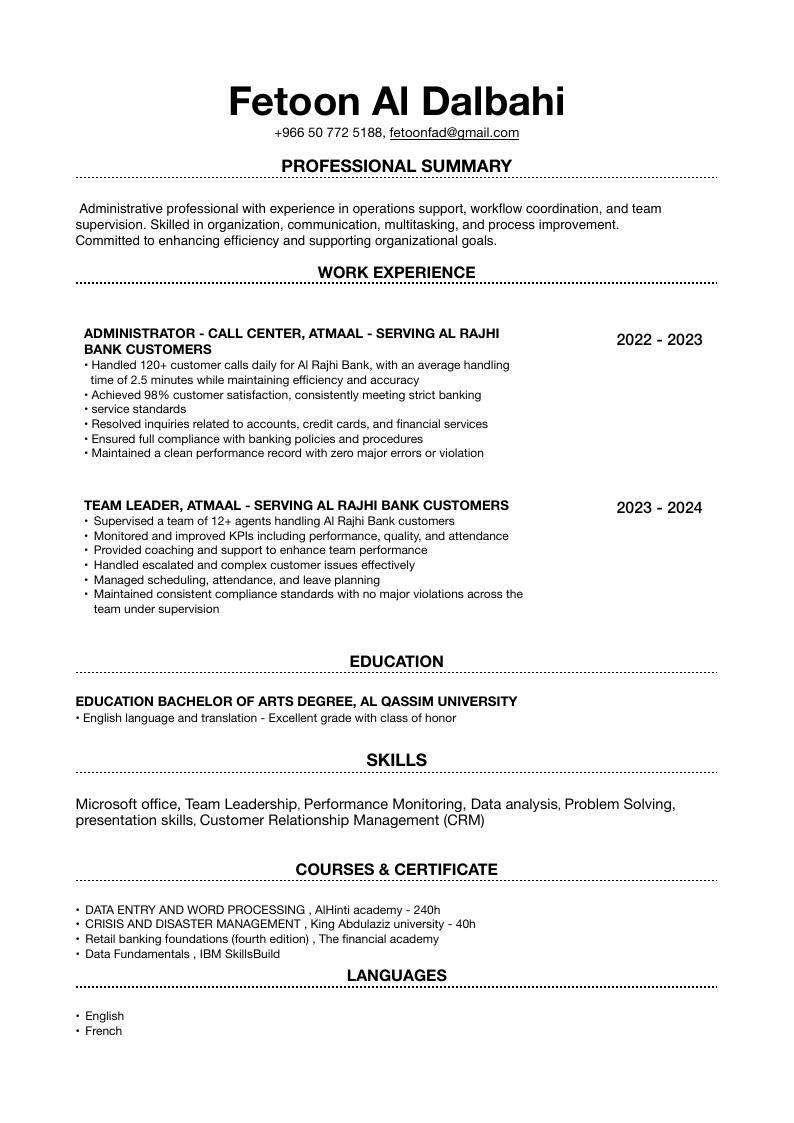 Fetoon Al Dalbahi
+966 50 772 5188, fetoonfad@gmail.com
PROFESSIONAL SUMMARY
Administrative professional with experience in operations support, workflow coordination, and team
supervision. Skilled in organization, communication, multitasking, and process improvement.
Committed to enhancing efficiency and supporting organizational goals.
WORK EXPERIENCE
ADMINISTRATOR - CALL CENTER, ATMAAL - SERVING AL RAJHI
BANK CUSTOMERS
2022 - 2023
• Handled 120+ customer calls daily for Al Rajhi Bank, with an average handling
time of 2.5 minutes while maintaining efficiency and accuracy
• Achieved 98% customer satisfaction, consistently meeting strict banking
• service standards
• Resolved inquiries related to accounts, credit cards, and financial services
• Ensured full compliance with banking policies and procedures
• Maintained a clean performance record with zero major errors or violation
TEAM LEADER, ATMAAL - SERVING AL RAJHI BANK CUSTOMERS
2023 - 2024
• Supervised a team of 12+ agents handling Al Rajhi Bank customers
• Monitored and improved KPIs including performance, quality, and attendance
• Provided coaching and support to enhance team performance
• Handled escalated and complex customer issues effectively
• Managed scheduling, attendance, and leave planning
• Maintained consistent compliance standards with no major violations across the
team under supervision
EDUCATION
EDUCATION BACHELOR OF ARTS DEGREE, AL QASSIM UNIVERSITY
• English language and translation - Excellent grade with class of honor
SKILLS
Microsoft office, Team Leadership, Performance Monitoring, Data analysis, Problem Solving,
presentation skills, Customer Relationship Management (CRM)
COURSES & CERTIFICATE
• DATA ENTRY AND WORD PROCESSING , AlHinti academy - 240h
• CRISIS AND DISASTER MANAGEMENT , King Abdulaziz university - 40h
• Retail banking foundations (fourth edition) , The financial academy
• Data Fundamentals , IBM SkillsBuild
LANGUAGES
• English
• French